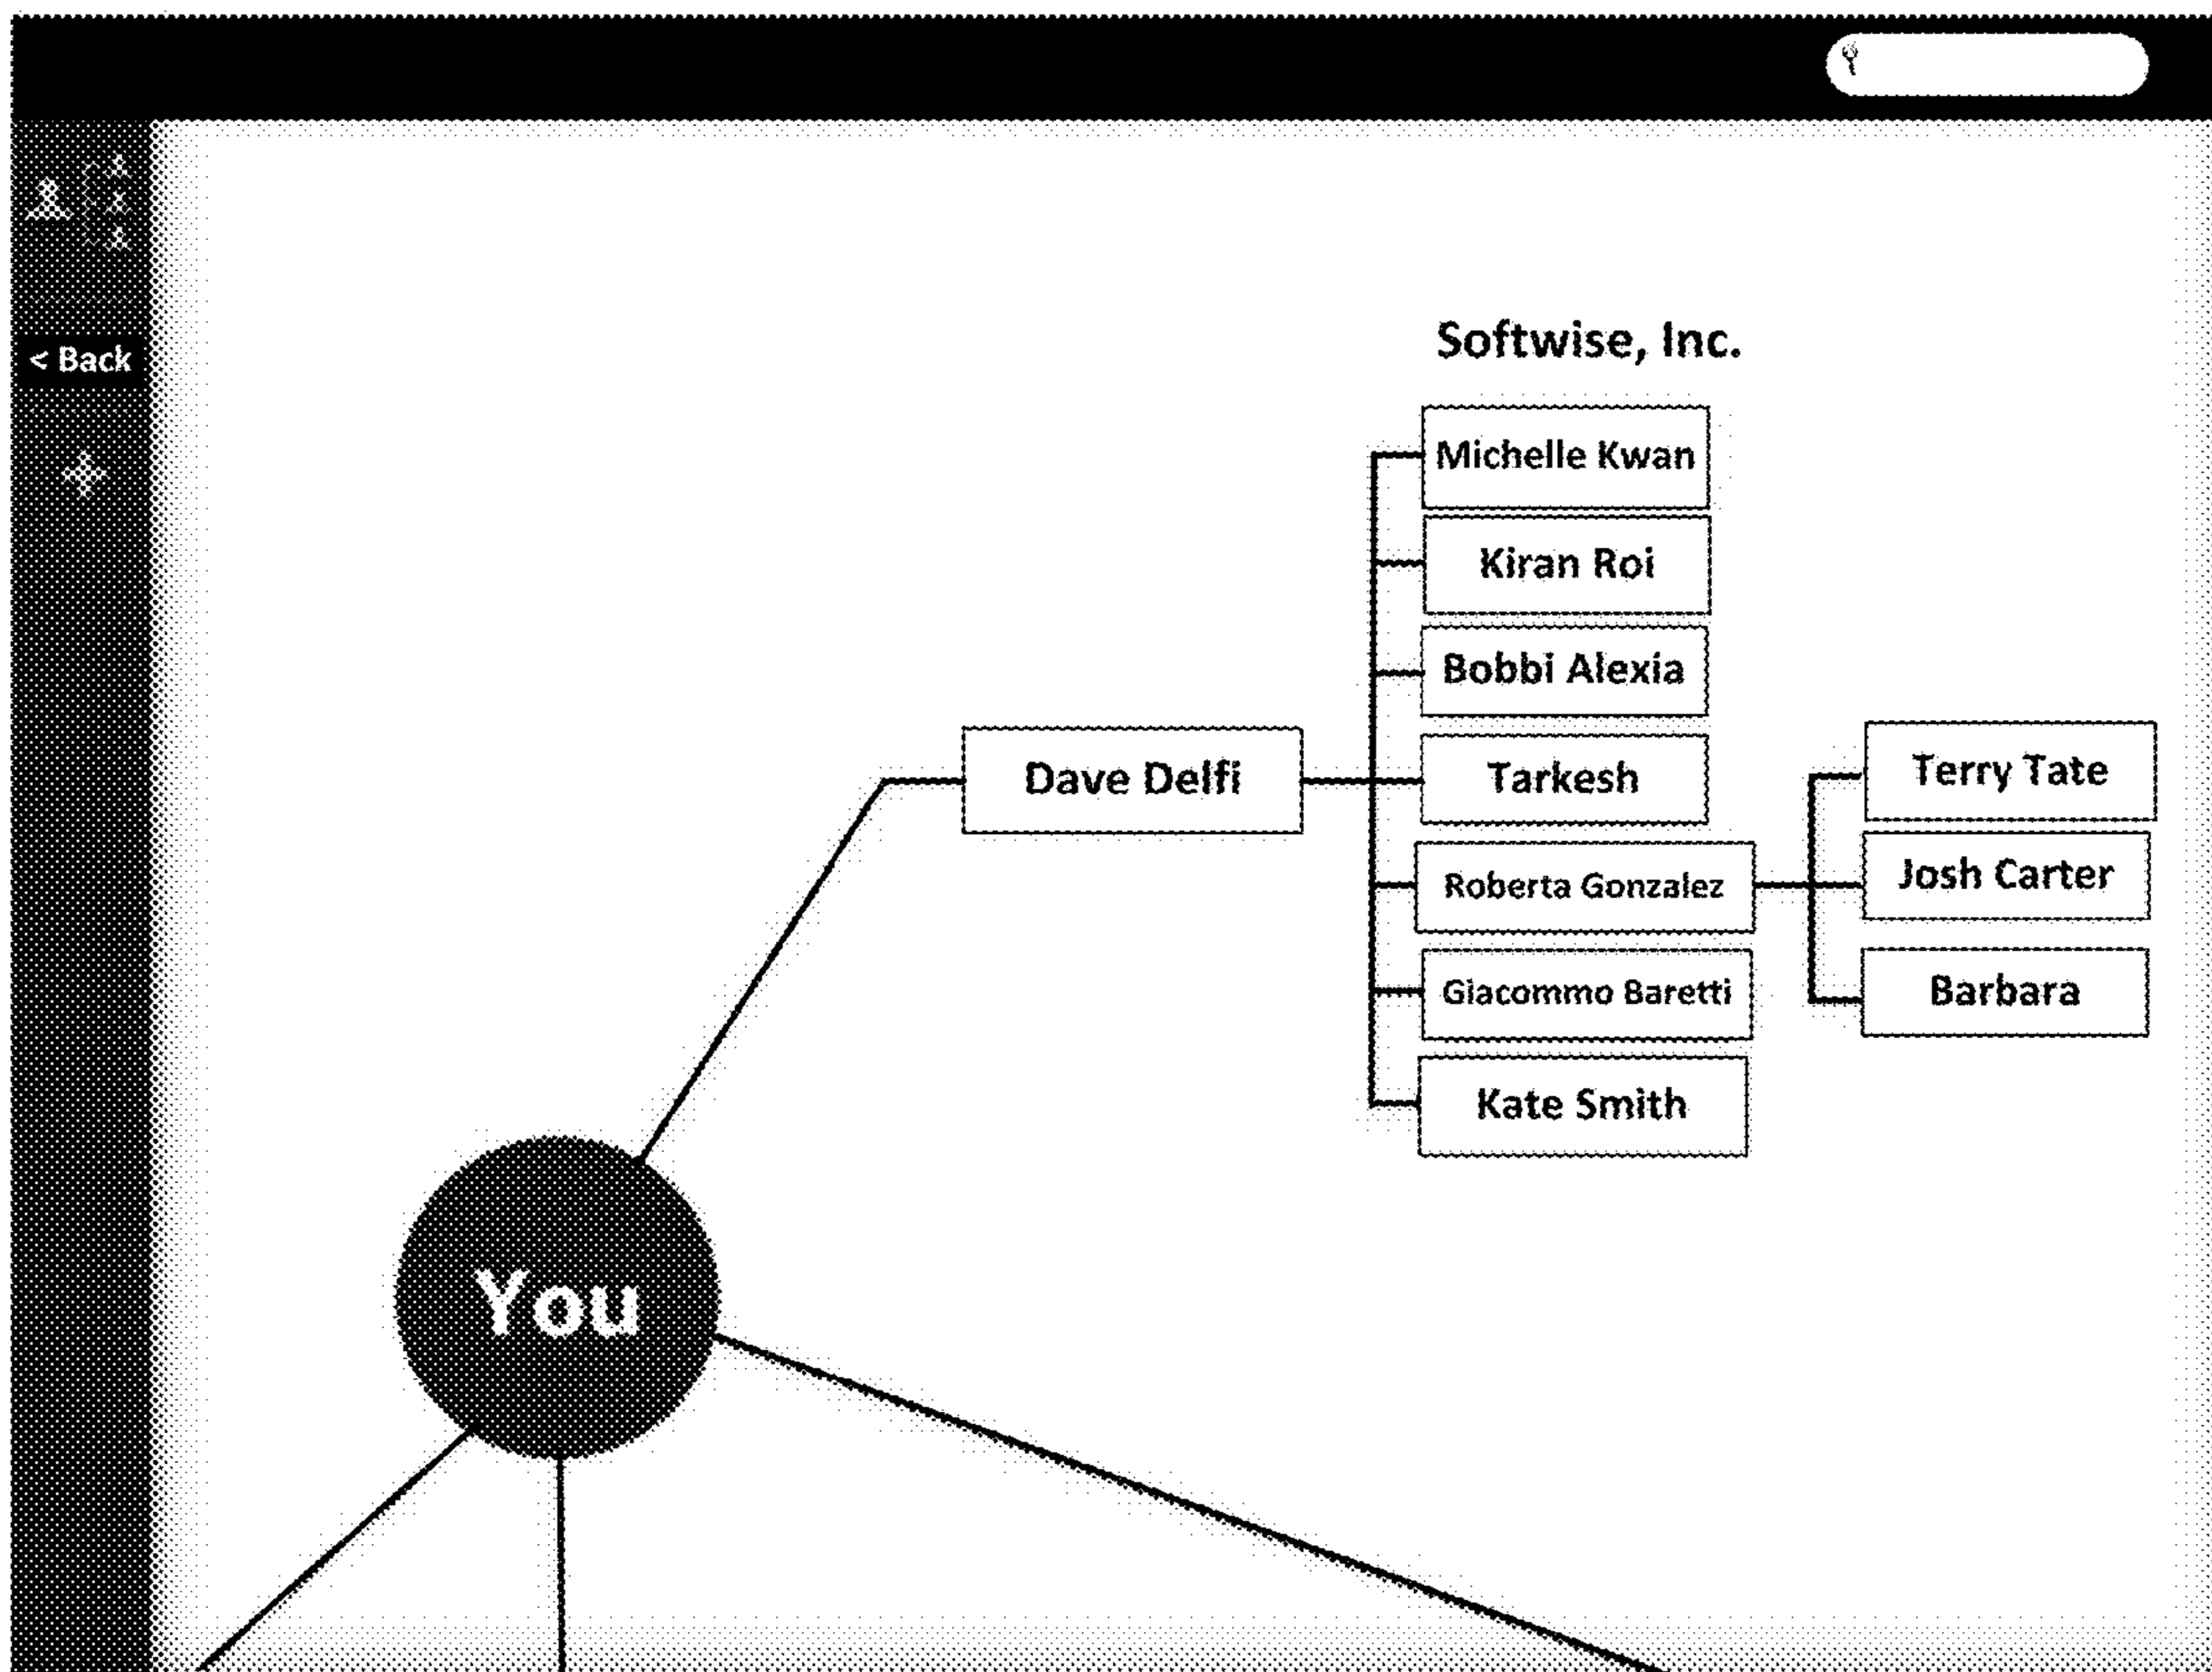 < Back
Softwise, Inc.
Michelle Kwan
Kiran Roi
Bobbi Alexia
Dave Delfi
Tarkesh
Terry Tate
Roberta Gonzalez
Josh Carter
Giacommo Baretti
Barbara
Kate Smith
You